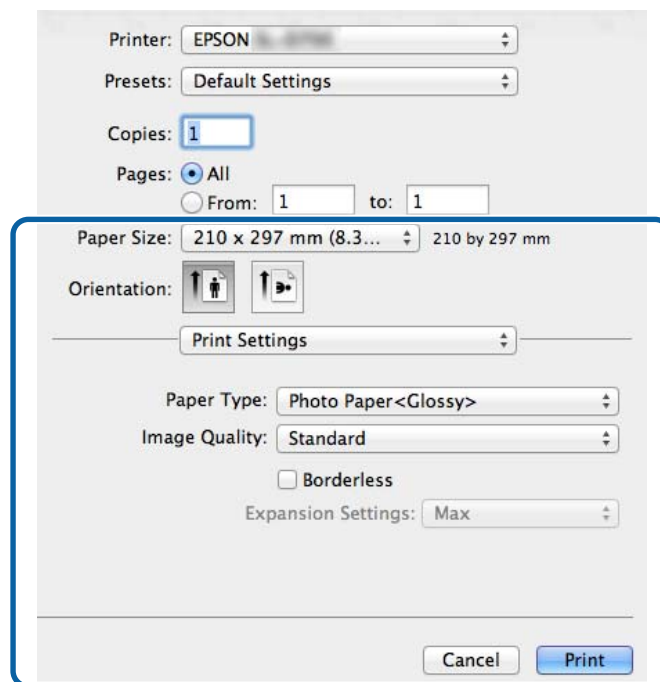 Printer: EPSON
Presets: Default Settings
Copies: 1
Pages: All
From: 1 to: 1
Paper Size: 210 x 297 mm (8.3... 210 by 297 mm
Orientation:
Print Settings
Paper Type: Photo Paper<Glossy>
Image Quality: Standard
Borderless
Expansion Settings: Max
Cancel Print